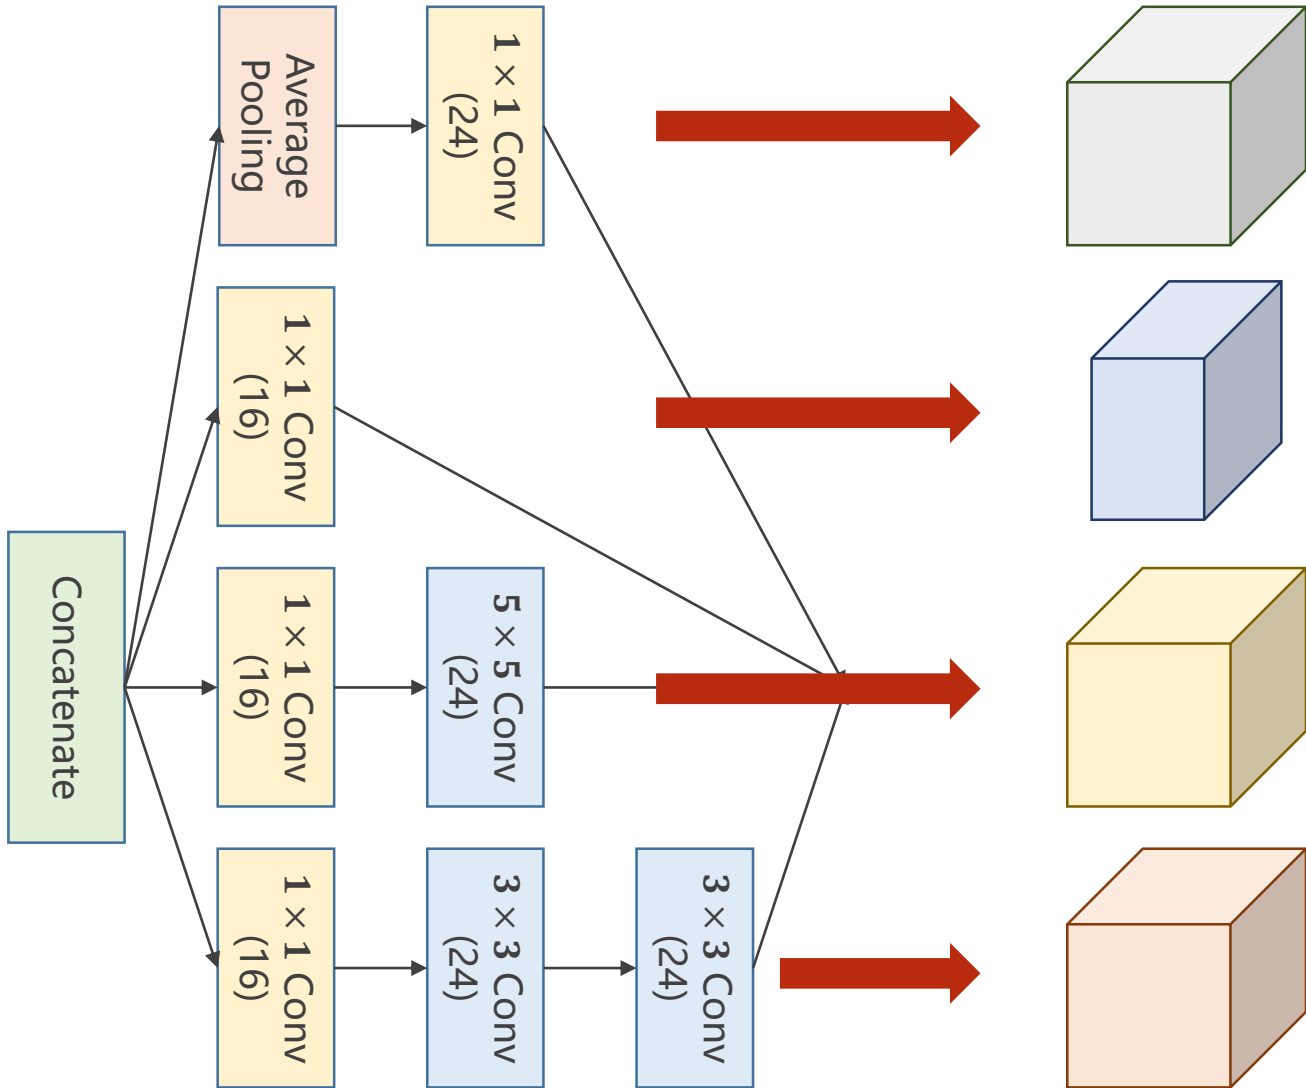 Average
Pooling
1 × 1 Conv
(24)
1 × 1 Conv
(16)
Concatenate
1 × 1 Conv
(16)
5 × 5 Conv
(24)
1 × 1 Conv
(16)
3 × 3 Conv
(24)
3 × 3 Conv
(24)